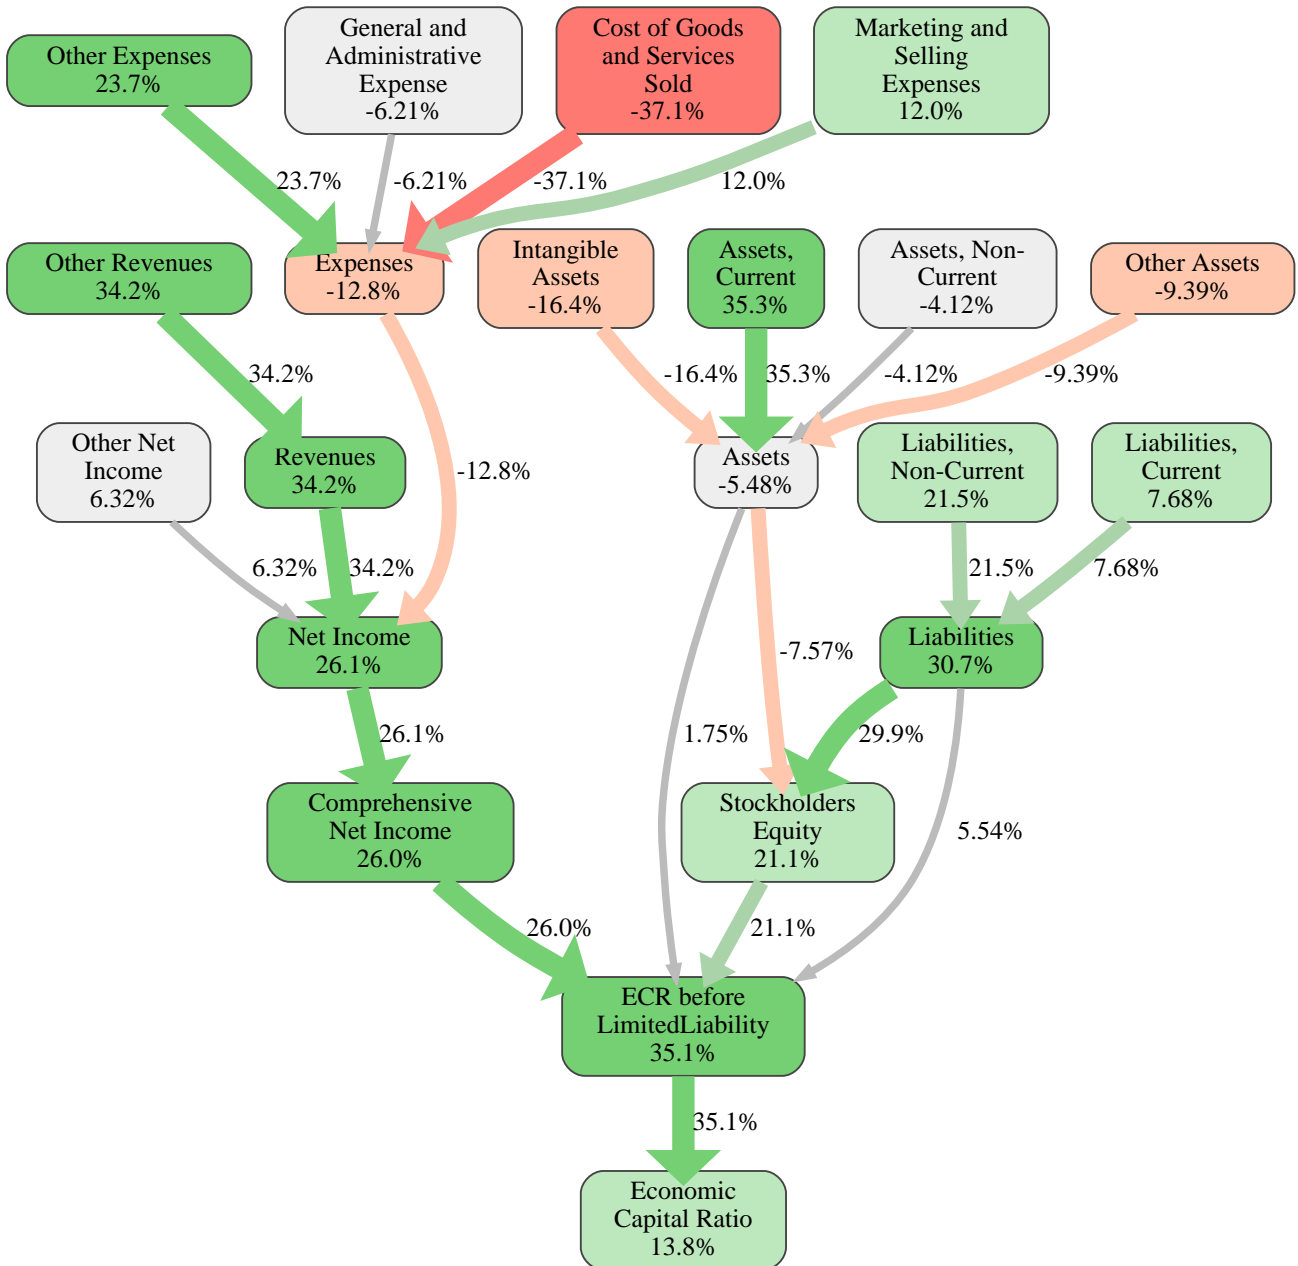 Other Expenses
23.7%
General and
Administrative
Expense
-6.21%
Cost of Goods
and Services
Sold
-37.1%
Marketing and
Selling
Expenses
12.0%
23.7%
-6.21%
-37.1%
12.0%
Other Revenues
34.2%
Expenses
-12.8%
Intangible
Assets
-16.4%
Assets,
Current
35.3%
Assets, Non-
Current
-4.12%
Other Assets
-9.39%
34.2%
-16.4%
35.3%
-4.12%
-9.39%
Other Net
Income
6.32%
Revenues
34.2%
-12.8%
Assets
-5.48%
Liabilities,
Non-Current
21.5%
Liabilities,
Current
7.68%
6.32%
34.2%
21.5%
7.68%
Net Income
26.1%
-7.57%
Liabilities
30.7%
26.1%
1.75%
29.9%
Comprehensive
Net Income
26.0%
Stockholders
Equity
21.1%
5.54%
26.0%
21.1%
ECR before
LimitedLiability
35.1%
35.1%
Economic
Capital Ratio
13.8%